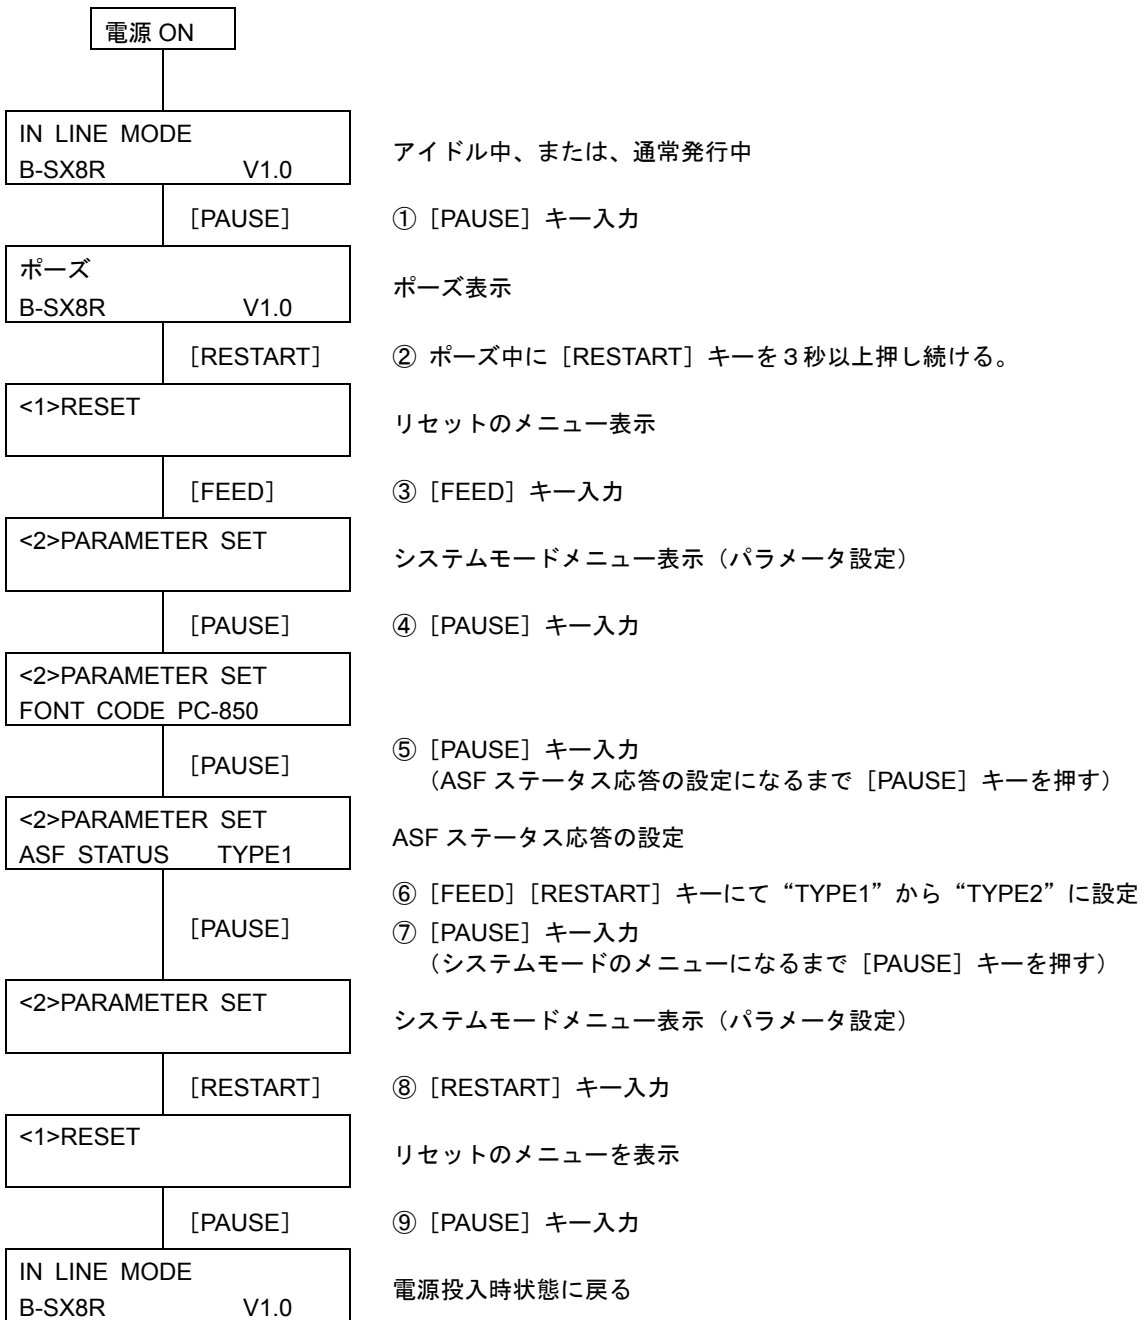 電源 ON
IN LINE MODE
B-SX8R V1.0
アイドル中、または、通常発行中
［PAUSE］ ①［PAUSE］キー入力
ポーズ
B-SX8R V1.0
ポーズ表示
［RESTART］ ② ポーズ中に［RESTART］キーを３秒以上押し続ける。
<1>RESET
リセットのメニュー表示
［FEED］ ③［FEED］キー入力
<2>PARAMETER SET
システムモードメニュー表示（パラメータ設定）
［PAUSE］ ④［PAUSE］キー入力
<2>PARAMETER SET
FONT CODE PC-850
［PAUSE］
⑤［PAUSE］キー入力
（ASF ステータス応答の設定になるまで［PAUSE］キーを押す）
<2>PARAMETER SET
ASF STATUS TYPE1
ASF ステータス応答の設定
⑥［FEED］［RESTART］キーにて“TYPE1”から“TYPE2”に設定
［PAUSE］
⑦［PAUSE］キー入力
（システムモードのメニューになるまで［PAUSE］キーを押す）
<2>PARAMETER SET
システムモードメニュー表示（パラメータ設定）
［RESTART］ ⑧［RESTART］キー入力
<1>RESET
リセットのメニューを表示
［PAUSE］ ⑨［PAUSE］キー入力
IN LINE MODE
B-SX8R V1.0
電源投入時状態に戻る